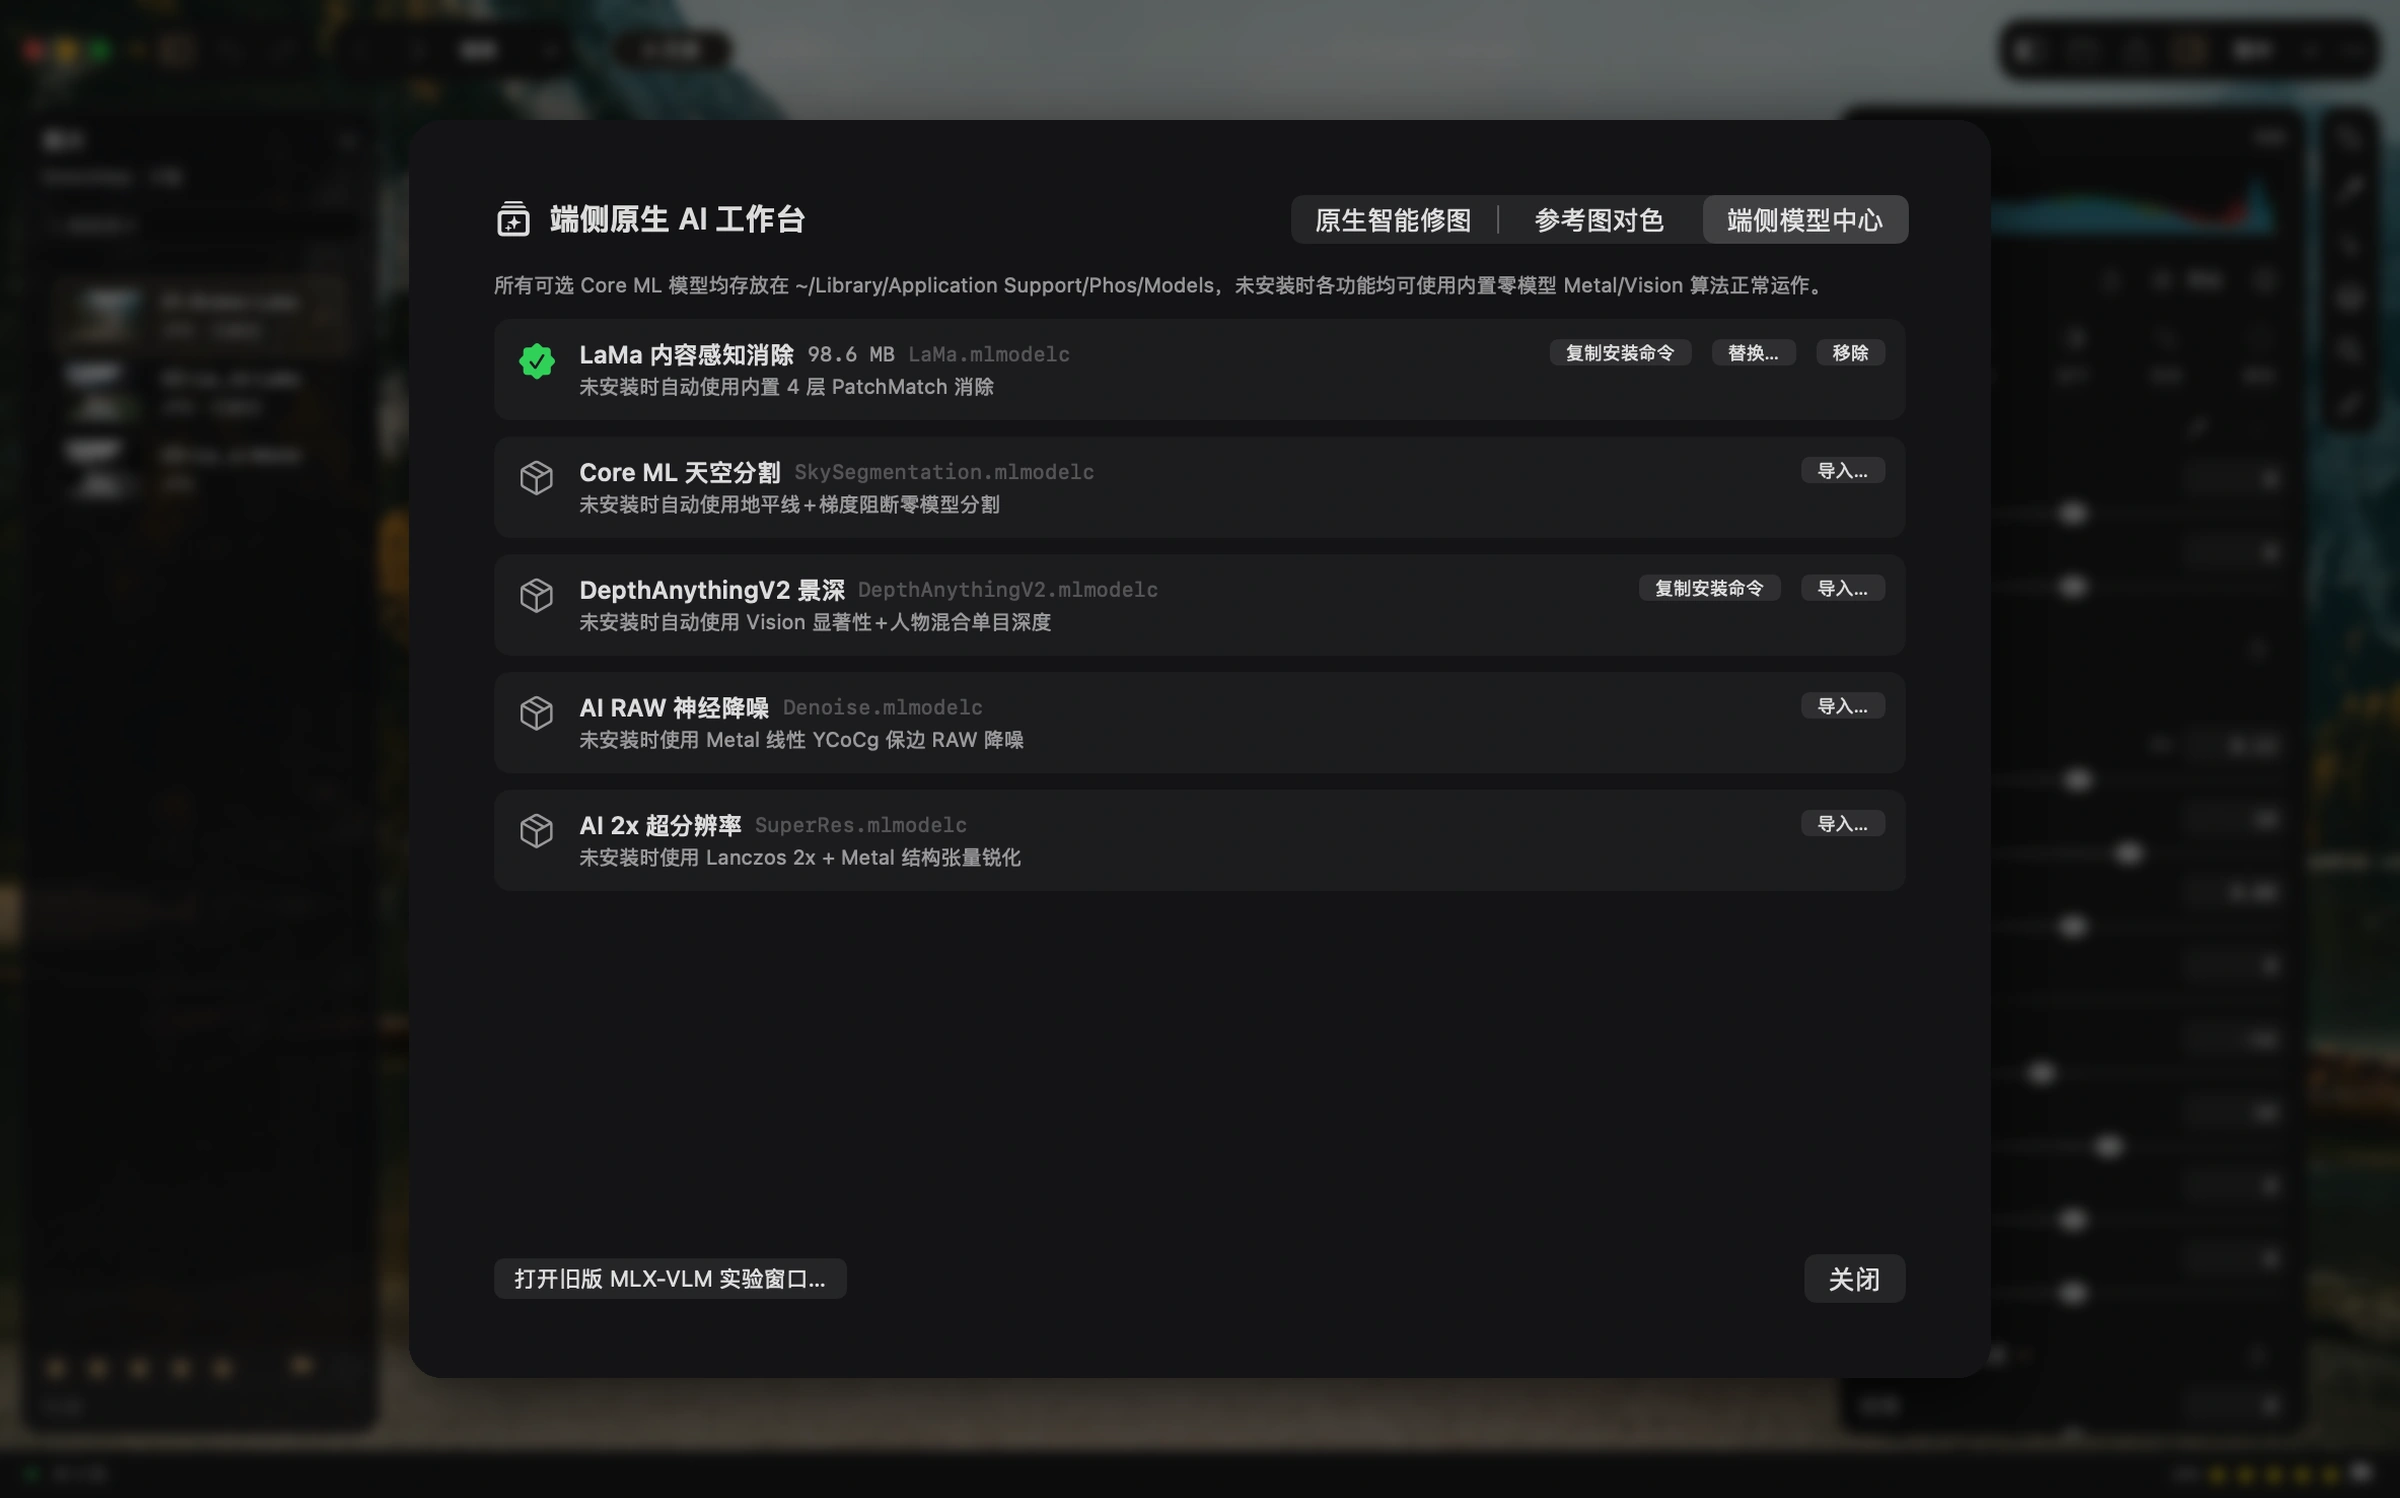 端侧原生 AI 工作台
原生智能修图
参考图对色
端侧模型中心
所有可选 Core ML 模型均存放在 ~/Library/Application Support/Phos/Models，未安装时各功能均可使用内置零模型 Metal/Vision 算法正常运作。
LaMa 内容感知消除 98.6 MB LaMa.mlmodelc
复制安装命令
替换...
移除
未安装时自动使用内置 4 层 PatchMatch 消除
Core ML 天空分割 SkySegmentation.mlmodelc
导入...
未安装时自动使用地平线+梯度阻断零模型分割
DepthAnythingV2 景深 DepthAnythingV2.mlmodelc
复制安装命令
导入...
未安装时自动使用 Vision 显著性+人物混合单目深度
AI RAW 神经降噪 Denoise.mlmodelc
导入...
未安装时使用 Metal 线性 YCoCg 保边 RAW 降噪
AI 2x 超分辨率 SuperRes.mlmodelc
导入...
未安装时使用 Lanczos 2x + Metal 结构张量锐化
打开旧版 MLX-VLM 实验窗口...
关闭